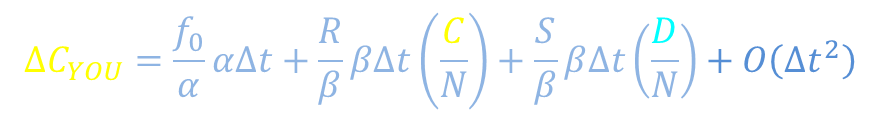 ΔC_YOU = f₀/α αΔt + R/β βΔt (C/N) + S/β βΔt (D/N) + O(Δt²)